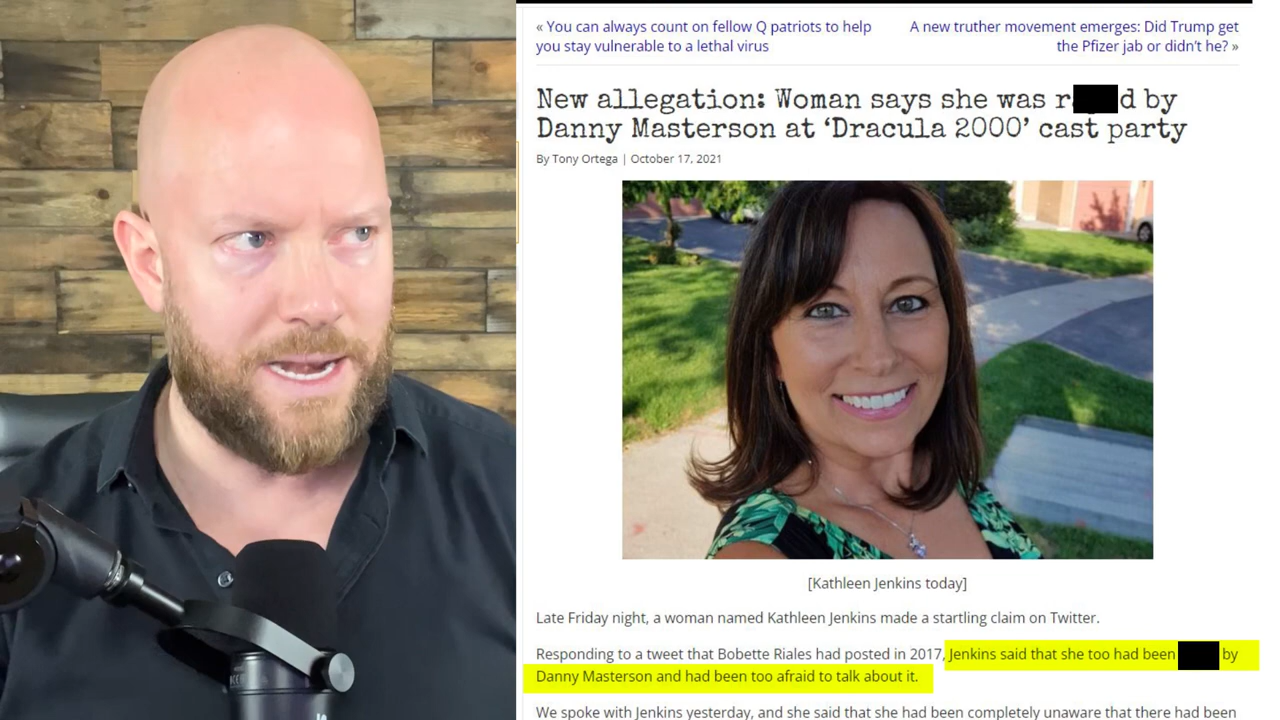 « You can always count on fellow Q patriots to help
you stay vulnerable to a lethal virus
A new truther movement emerges: Did Trump get
the Pfizer jab or didn’t he? »
New allegation: Woman says she was r d by
Danny Masterson at ‘Dracula 2000’ cast party
By Tony Ortega | October 17, 2021
[Kathleen Jenkins today]
Late Friday night, a woman named Kathleen Jenkins made a startling claim on Twitter.
Responding to a tweet that Bobette Riales had posted in 2017, Jenkins said that she too had been by
Danny Masterson and had been too afraid to talk about it.
We spoke with Jenkins yesterday, and she said that she had been completely unaware that there had been